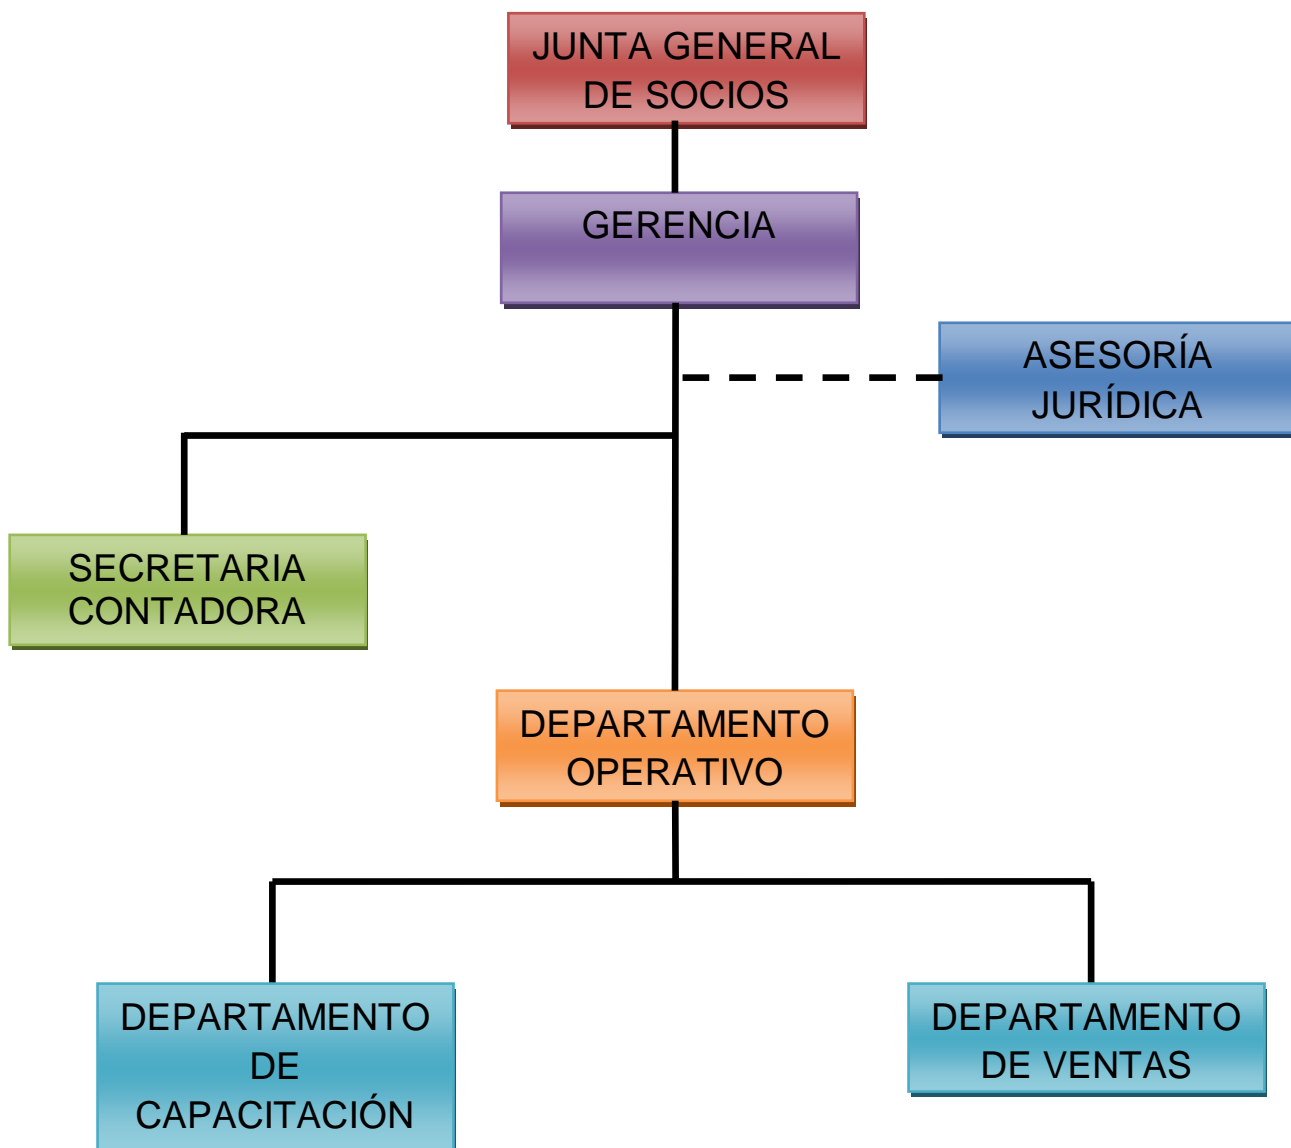 JUNTA GENERAL
DE SOCIOS
GERENCIA
ASESORÍA
JURÍDICA
SECRETARIA
CONTADORA
DEPARTAMENTO
OPERATIVO
DEPARTAMENTO
DE
CAPACITACIÓN
DEPARTAMENTO
DE VENTAS